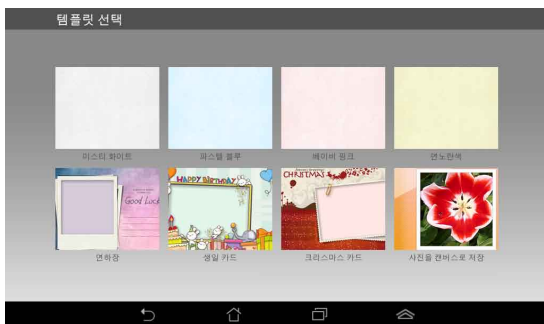 템플릿 선택
미스티 화이트
파스텔 블루
베이비 핑크
연노란색
Good Luck
HAPPY BIRTHDAY
CHRISTMAS
연하장
생일 카드
크리스마스 카드
사진을 캔버스로 저장